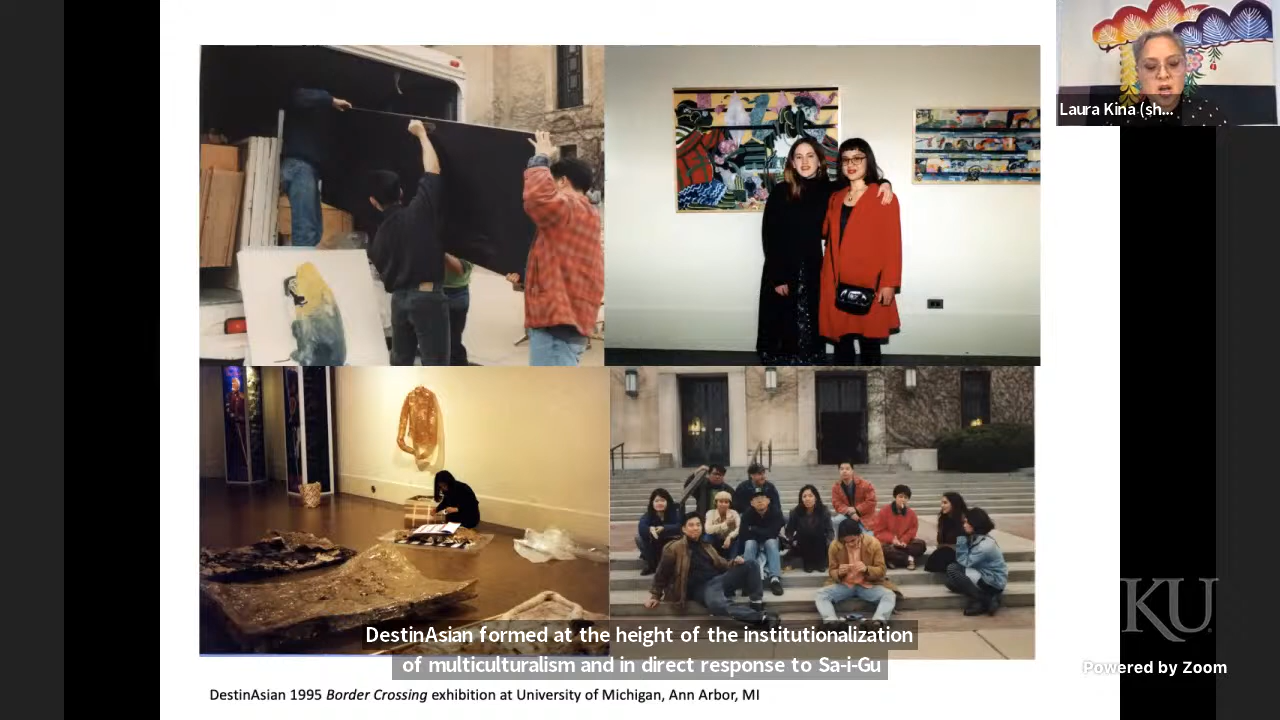 Laura Kina (sh...
DestinAsian formed at the height of the institutionalization
of multiculturalism and in direct response to Sa-i-Gu
KU
Powered by Zoom
DestinAsian 1995 Border Crossing exhibition at University of Michigan, Ann Arbor, MI